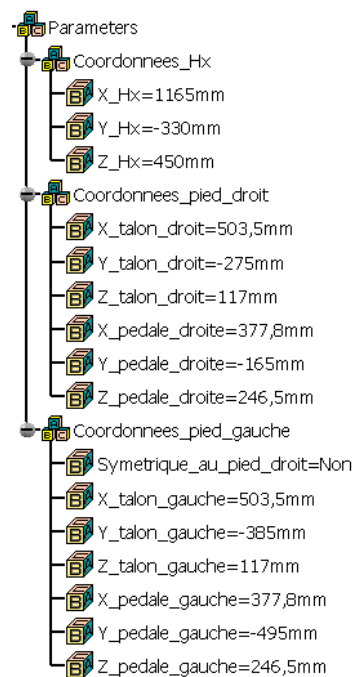 Parameters
Coordonnees_Hx
X_Hx=1165mm
Y_Hx=-330mm
Z_Hx=450mm
Coordonnees_pied_droit
X_talon_droit=503,5mm
Y_talon_droit=-275mm
Z_talon_droit=117mm
X_pedale_droite=377,8mm
Y_pedale_droite=-165mm
Z_pedale_droite=246,5mm
Coordonnees_pied_gauche
Symetrique_au_pied_droit=Non
X_talon_gauche=503,5mm
Y_talon_gauche=-385mm
Z_talon_gauche=117mm
X_pedale_gauche=377,8mm
Y_pedale_gauche=-495mm
Z_pedale_gauche=246,5mm